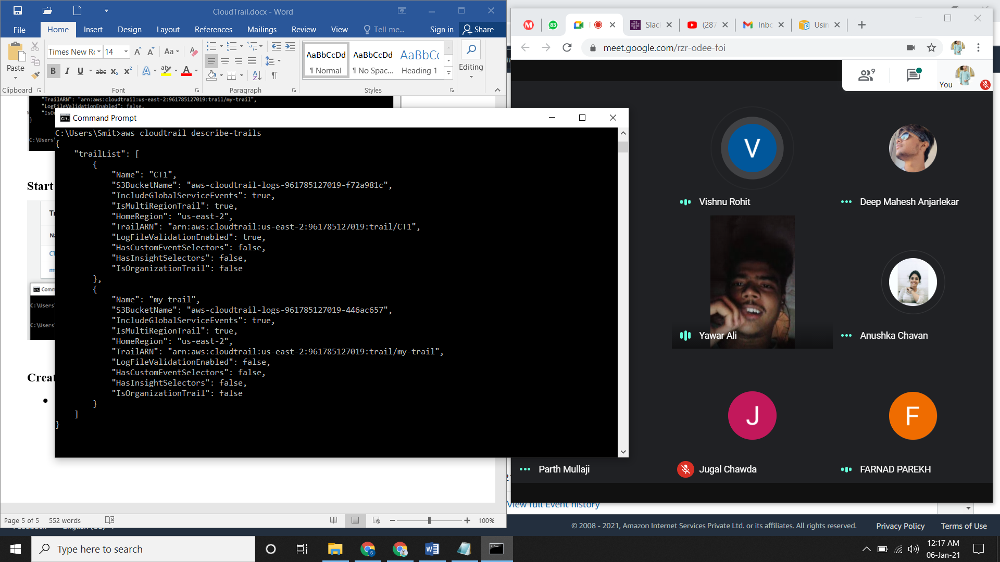 CloudTrail.docx - Word
File
Home
Insert
Design
Layout
References
Mailings
Review
View
Tell me...
Sign in
Share
Paste
Clipboard
Times New Ro
14
Aa
B I U abc X₂ X²
Font
Paragraph
AaBbCcDd
¶ Normal
AaBbCcDd
¶ No Spac...
AaBbCc
Heading 1
Styles
Editing
"TrailARN": "arn:aws:cloudtrail:us-east-2:961785127019:trail/my-trail",
"LogFileValidationEnabled": false,
"IsO
}
C:\Users\
Start
Creat
C:\Users\
C:\Users\
Command Prompt
C:\Users\Smit>aws cloudtrail describe-trails
{
"trailList": [
{
"Name": "CT1",
"S3BucketName": "aws-cloudtrail-logs-961785127019-f72a981c",
"IncludeGlobalServiceEvents": true,
"IsMultiRegionTrail": true,
"HomeRegion": "us-east-2",
"TrailARN": "arn:aws:cloudtrail:us-east-2:961785127019:trail/CT1",
"LogFileValidationEnabled": true,
"HasCustomEventSelectors": false,
"HasInsightSelectors": false,
"IsOrganizationTrail": false
},
{
"Name": "my-trail",
"S3BucketName": "aws-cloudtrail-logs-961785127019-446ac657",
"IncludeGlobalServiceEvents": true,
"IsMultiRegionTrail": true,
"HomeRegion": "us-east-2",
"TrailARN": "arn:aws:cloudtrail:us-east-2:961785127019:trail/my-trail",
"LogFileValidationEnabled": false,
"HasCustomEventSelectors": false,
"HasInsightSelectors": false,
"IsOrganizationTrail": false
}
]
}
Page 5 of 5
552 words
100%
83
Slac
(287
Inbo
Usin
meet.google.com/rzr-odee-foi
9
You
V
Vishnu Rohit
Deep Mahesh Anjarlekar
Yawar Ali
Anushka Chavan
J
F
Parth Mullaji
Jugal Chawda
FARNAD PAREKH
View full Event history
© 2008 - 2021, Amazon Internet Services Private Ltd. or its affiliates. All rights reserved.
Privacy Policy
Terms of Use
Type here to search
12:17 AM
06-Jan-21